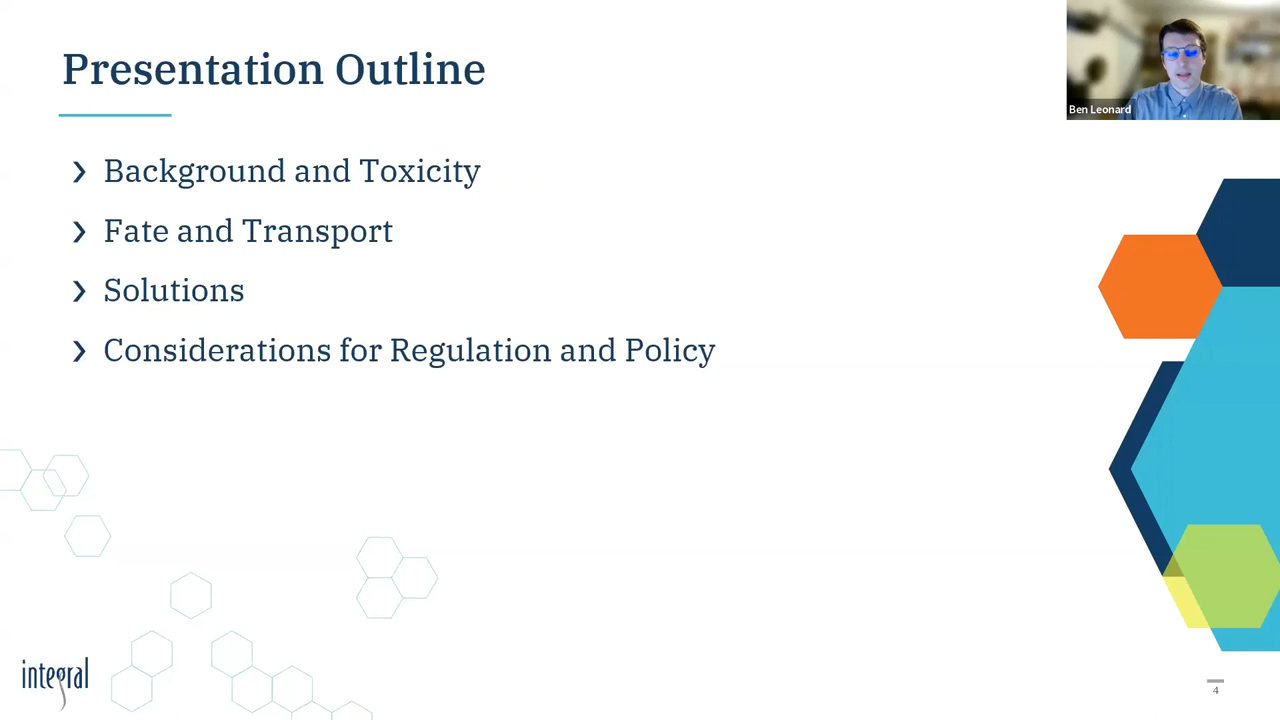 Presentation Outline
Ben Leonard
❯ Background and Toxicity
❯ Fate and Transport
❯ Solutions
❯ Considerations for Regulation and Policy
integral
4